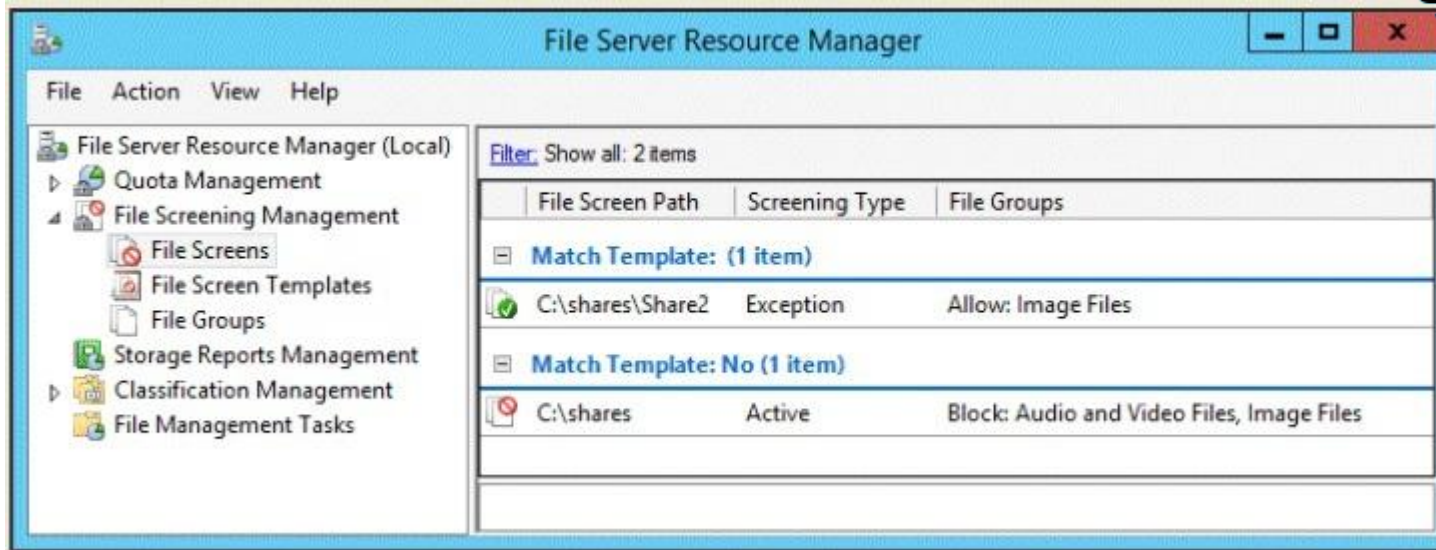 File Server Resource Manager
File Action View Help
File Server Resource Manager (Local)
Quota Management
File Screening Management
File Screens
File Screen Templates
File Groups
Storage Reports Management
Classification Management
File Management Tasks
Filter: Show all: 2 items
File Screen Path Screening Type File Groups
Match Template: (1 item)
C:\shares\Share2 Exception Allow: Image Files
Match Template: No (1 item)
C:\shares Active Block: Audio and Video Files, Image Files